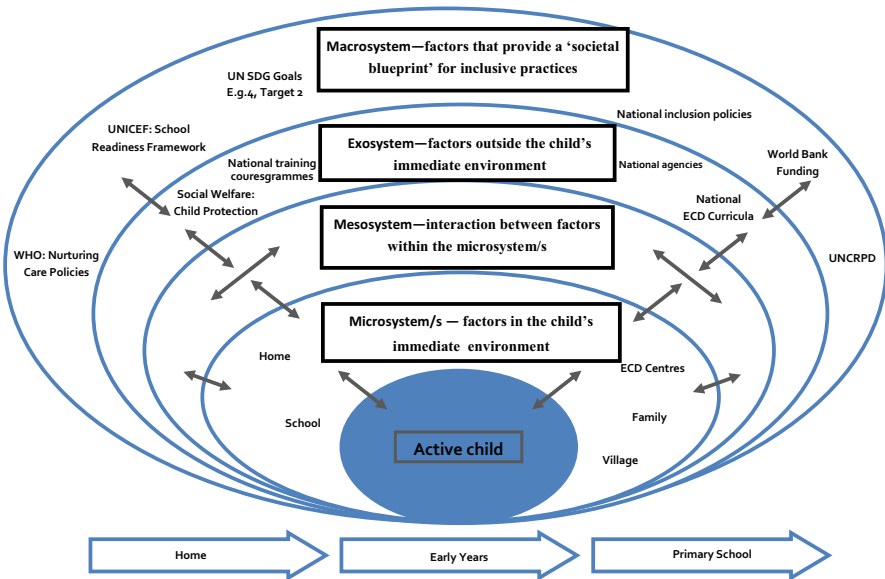 Macrosystem—factors that provide a ‘societal
blueprint’ for inclusive practices
UN SDG Goals
E.g.4, Target 2
National inclusion policies
UNICEF: School
Readiness Framework
Exosystem—factors outside the child’s
immediate environment
National training
couresgrammes
National agencies
World Bank
Funding
Social Welfare:
Child Protection
National
ECD Curricula
Mesosystem—interaction between factors
within the microsystem/s
WHO: Nurturing
Care Policies
UNCRPD
Microsystem/s — factors in the child’s
immediate environment
Home
ECD Centres
School
Family
Active child
Village
Home
Early Years
Primary School